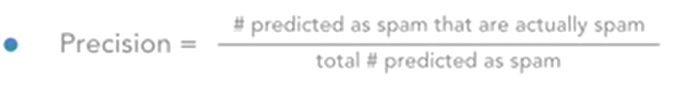 Precision =
# predicted as spam that are actually spam
total # predicted as spam